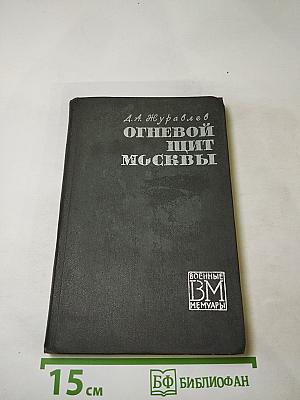 Д.А. Журавлев
ОГНЕВОЙ
ЩИТ
МОСКВЫ
ВОЕННЫЕ
ВМ
МЕМУАРЫ
15 см
БФ БИБЛИОФАН